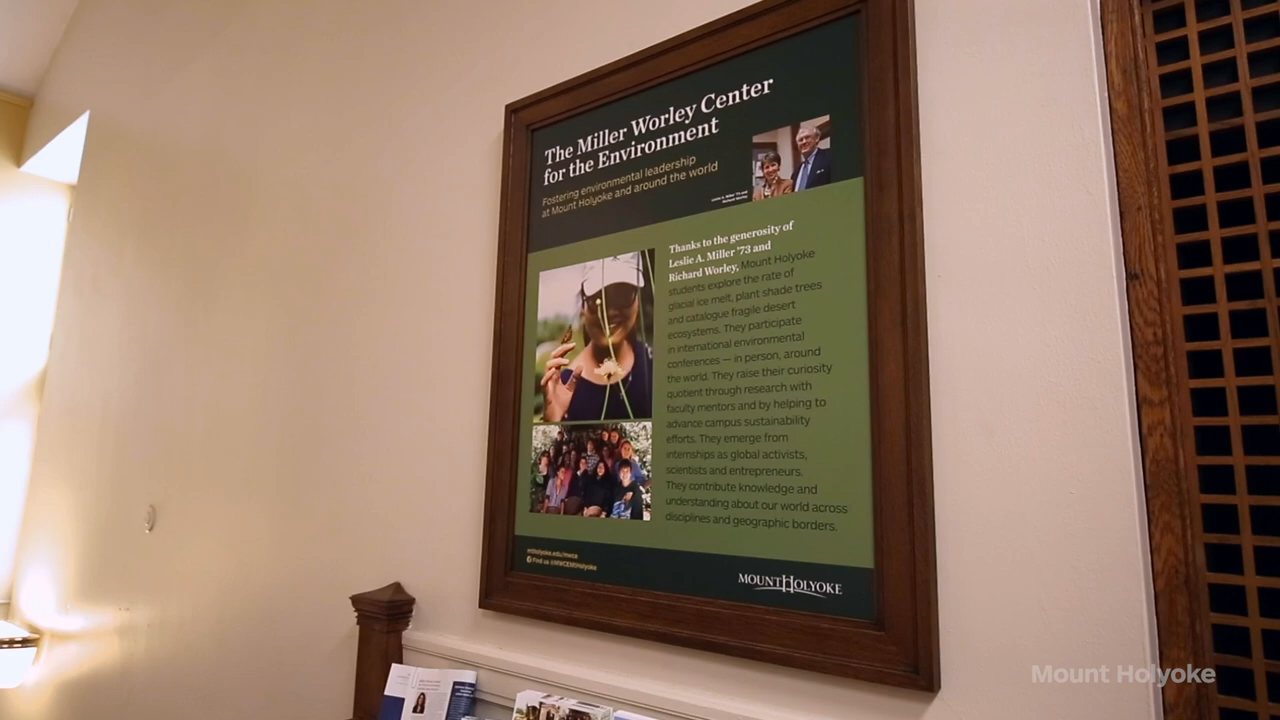 The Miller Worley Center
for the Environment
Fostering environmental leadership
at Mount Holyoke and around the world
Thanks to the generosity of
Leslie A. Miller '73 and
Richard Worley, Mount Holyoke
students explore the rate of
glacial ice melt, plant shade trees
and catalogue fragile desert
ecosystems. They participate
in international environmental
conferences — in person, around
the world. They raise their curiosity
quotient through research with
faculty mentors and by helping to
advance campus sustainability
efforts. They emerge from
internships as global activists,
scientists and entrepreneurs.
They contribute knowledge and
understanding about our world across
disciplines and geographic borders.
mtholyoke.edu/mwce
Find us @MWCEMtHolyoke
MOUNT HOLYOKE
Mount Holyoke